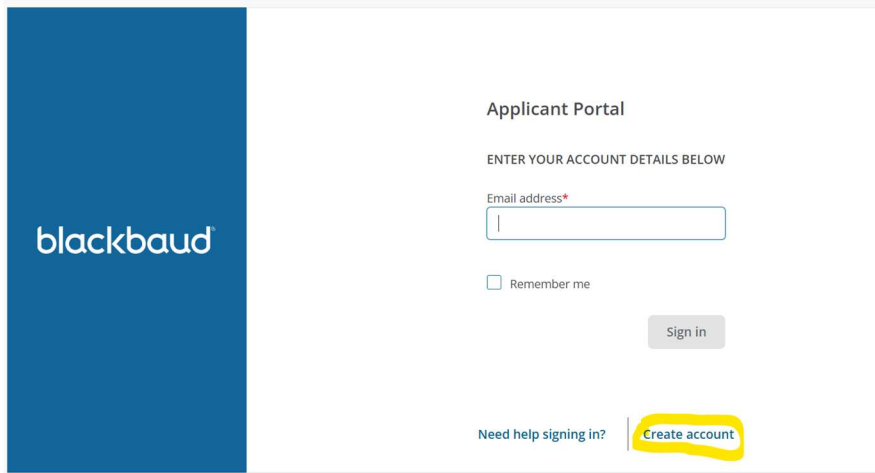 blackbaud®
Applicant Portal
ENTER YOUR ACCOUNT DETAILS BELOW
Email address*
Remember me
Sign in
Need help signing in?
Create account